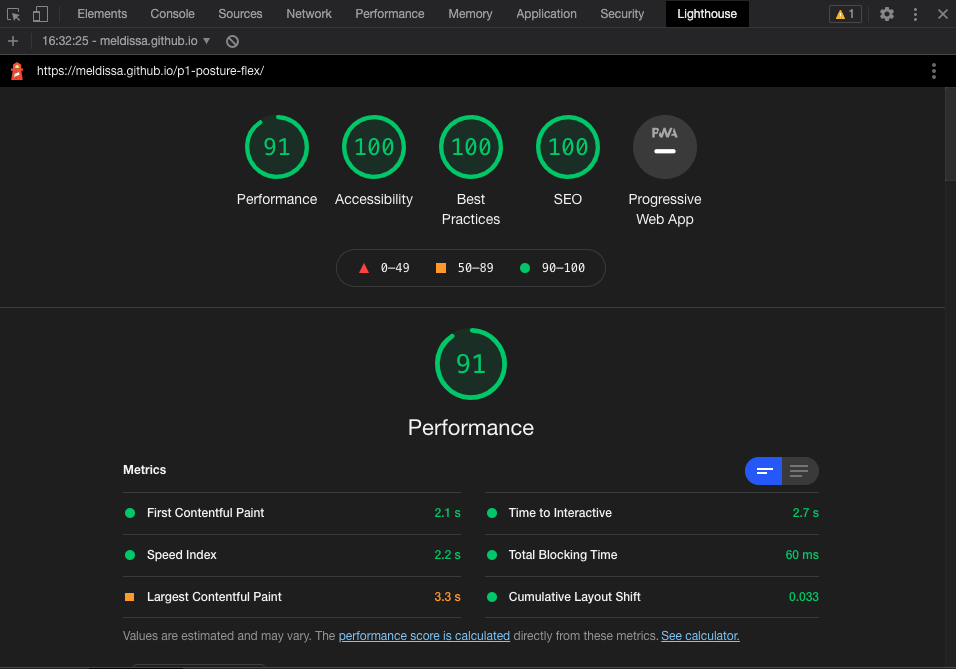 Elements Console Sources Network Performance Memory Application Security Lighthouse 1
16:32:25 - meldissa.github.io
https://meldissa.github.io/p1-posture-flex/
91 100 100 100 PWA
Performance Accessibility Best Practices SEO Progressive Web App
0–49 50–89 90–100
91
Performance
Metrics
First Contentful Paint 2.1 s Time to Interactive 2.7 s
Speed Index 2.2 s Total Blocking Time 60 ms
Largest Contentful Paint 3.3 s Cumulative Layout Shift 0.033
Values are estimated and may vary. The performance score is calculated directly from these metrics. See calculator.